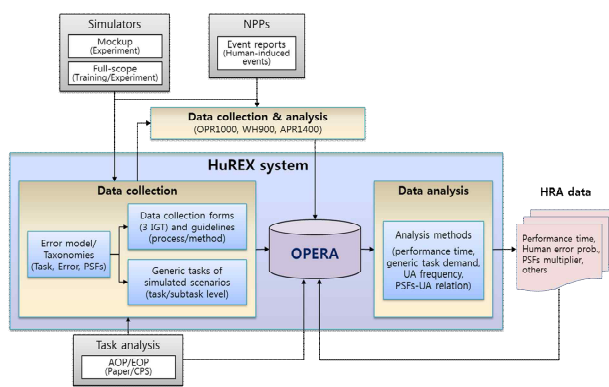 Simulators
Mockup
(Experiment)
Full-scope
(Training/Experiment)
NPPs
Event reports
(Human-induced
events)
Data collection & analysis
(OPR1000, WH900, APR1400)
HuREX system
Data collection
Error model/
Taxonomies
(Task, Error, PSFs)
Data collection forms
(3 IGT) and guidelines
(process/method)
Generic tasks of
simulated scenarios
(task/subtask level)
OPERA
Data analysis
Analysis methods
(performance time,
generic task demand,
UA frequency,
PSFs-UA relation)
HRA data
Performance time,
Human error prob.,
PSFs multiplier,
others
Task analysis
AOP/EOP
(Paper/CPS)